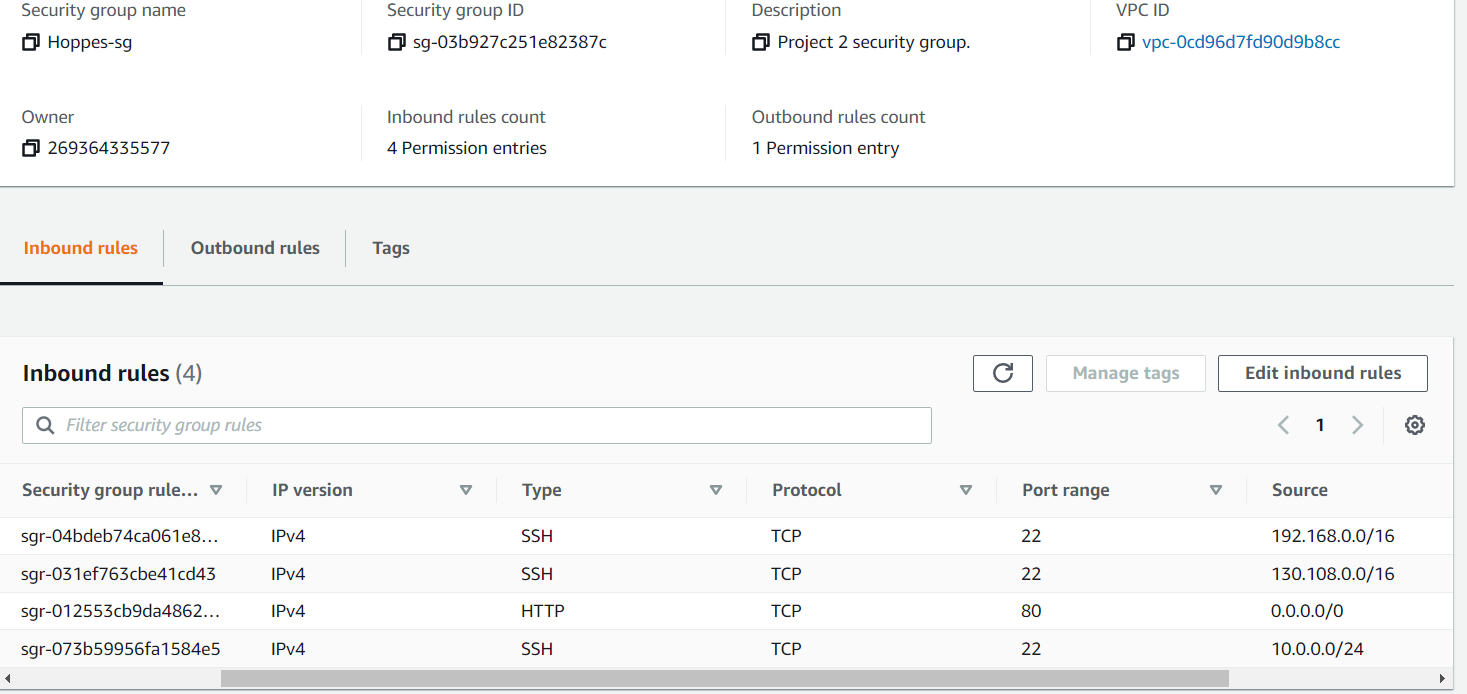 Security group name Security group ID Description VPC ID
Hoppes-sg sg-03b927c251e82387c Project 2 security group. vpc-0cd96d7fd90d9b8cc
Owner Inbound rules count Outbound rules count
269364335577 4 Permission entries 1 Permission entry
Inbound rules Outbound rules Tags
Inbound rules (4) Manage tags Edit inbound rules
Filter security group rules 1
Security group rule... IP version Type Protocol Port range Source
sgr-04bdeb74ca061e8... IPv4 SSH TCP 22 192.168.0.0/16
sgr-031ef763cbe41cd43 IPv4 SSH TCP 22 130.108.0.0/16
sgr-012553cb9da4862... IPv4 HTTP TCP 80 0.0.0.0/0
sgr-073b59956fa1584e5 IPv4 SSH TCP 22 10.0.0.0/24